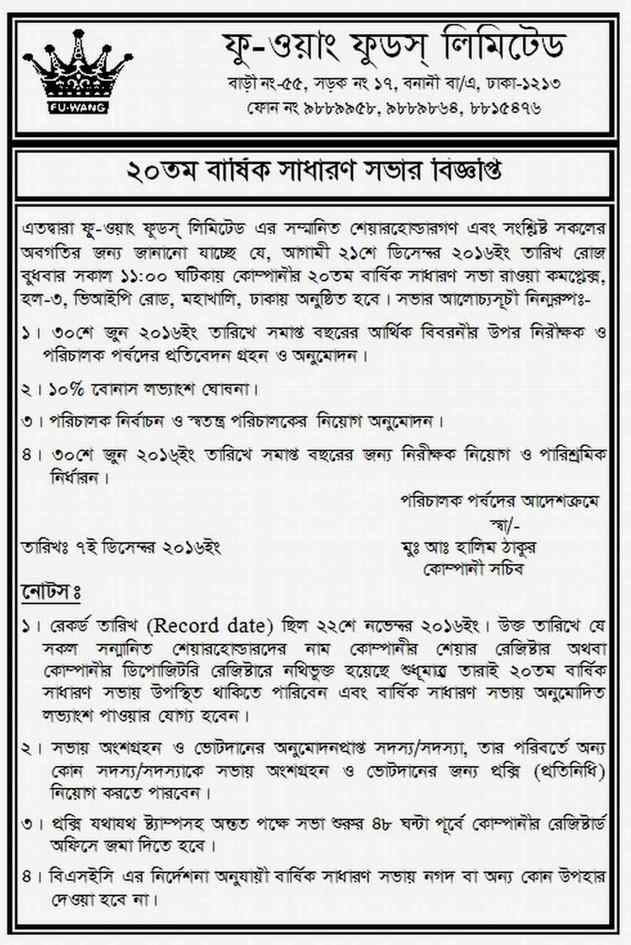 FU-WANG
ফু-ওয়াং ফুডস্ লিমিটেড
বাড়ী নং-৫৫, সড়ক নং ১৭, বনানী বা/এ, ঢাকা-১২১৩
ফোন নং ৯৮৮৯৯৫৮, ৯৮৮৯৮৬৪, ৮৮১৫৪৭৬
২০তম বার্ষিক সাধারণ সভার বিজ্ঞপ্তি
এতদ্বারা ফু-ওয়াং ফুডস্ লিমিটেড এর সম্মানিত শেয়ারহোল্ডারগণ এবং সংশ্লিষ্ট সকলের
অবগতির জন্য জানানো যাচ্ছে যে, আগামী ২১শে ডিসেম্বর ২০১৬ইং তারিখ রোজ
বুধবার সকাল ১১:০০ ঘটিকায় কোম্পানীর ২০তম বার্ষিক সাধারণ সভা রাওয়া কমপ্লেক্স,
হল-৩, ভিআইপি রোড, মহাখালি, ঢাকায় অনুষ্ঠিত হবে। সভার আলোচ্যসূচী নিন্মরুপঃ-
১। ৩০শে জুন ২০১৬ইং তারিখে সমাপ্ত বছরের আর্থিক বিবরনীর উপর নিরীক্ষক ও
পরিচালক পর্ষদের প্রতিবেদন গ্রহন ও অনুমোদন।
২। ১০% বোনাস লভ্যাংশ ঘোষনা।
৩। পরিচালক নির্বাচন ও স্বতন্ত্র পরিচালকের নিয়োগ অনুমোদন।
৪। ৩০শে জুন ২০১৬ইং তারিখে সমাপ্ত বছরের জন্য নিরীক্ষক নিয়োগ ও পারিশ্রমিক
নির্ধারন।
পরিচালক পর্ষদের আদেশক্রমে
স্বা/-
তারিখঃ ৭ই ডিসেম্বর ২০১৬ইং মুঃ আঃ হালিম ঠাকুর
কোম্পানী সচিব
নোটসঃ
১। রেকর্ড তারিখ (Record date) ছিল ২২শে নভেম্বর ২০১৬ইং। উক্ত তারিখে যে
সকল সন্মানিত শেয়ারহোল্ডারদের নাম কোম্পানীর শেয়ার রেজিষ্টার অথবা
কোম্পানীর ডিপোজিটরি রেজিষ্টারে নথিভুক্ত হয়েছে শুধুমাত্র তারাই ২০তম বার্ষিক
সাধারণ সভায় উপস্থিত থাকিতে পারিবেন এবং বার্ষিক সাধারণ সভায় অনুমোদিত
লভ্যাংশ পাওয়ার যোগ্য হবেন।
২। সভায় অংশগ্রহন ও ভোটদানের অনুমোদনপ্রাপ্ত সদস্য/সদস্যা, তার পরিবর্তে অন্য
কোন সদস্য/সদস্যাকে সভায় অংশগ্রহন ও ভোটদানের জন্য প্রক্সি (প্রতিনিধি)
নিয়োগ করতে পারবেন।
৩। প্রক্সি যথাযথ ষ্ট্যাম্পসহ অন্তত পক্ষে সভা শুরুর ৪৮ ঘন্টা পূর্বে কোম্পানীর রেজিষ্টার্ড
অফিসে জমা দিতে হবে।
৪। বিএসইসি এর নির্দেশনা অনুযায়ী বার্ষিক সাধারণ সভায় নগদ বা অন্য কোন উপহার
দেওয়া হবে না।